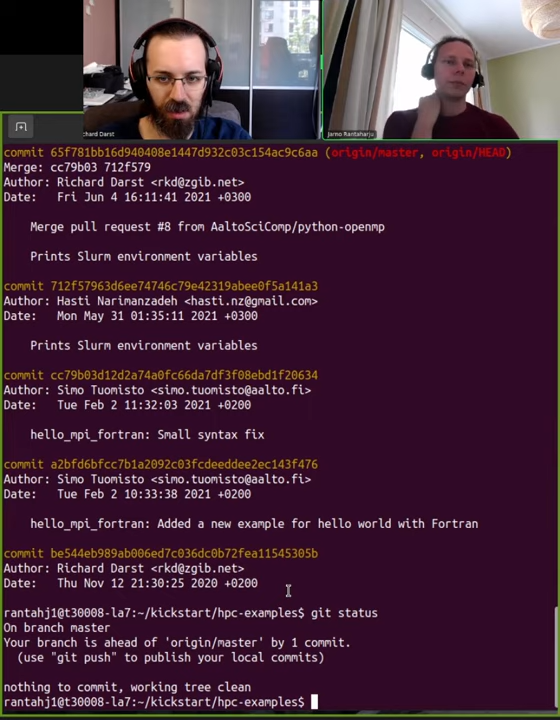 chard Darst
Jarno Rantaharju
commit 65f781bb16d940408e1447d932c03c154ac9c6aa (origin/master, origin/HEAD)
Merge: cc79b03 712f579
Author: Richard Darst <rkd@zgib.net>
Date:   Fri Jun 4 16:11:41 2021 +0300
Merge pull request #8 from AaltoSciComp/python-openmp
Prints Slurm environment variables
commit 712f57963d6ee74746c79e42319abee0f5a141a3
Author: Hasti Narimanzadeh <hasti.nz@gmail.com>
Date:   Mon May 31 01:35:11 2021 +0300
Prints Slurm environment variables
commit cc79b03d12d2a74a0fc66da7df3f08ebd1f20634
Author: Simo Tuomisto <simo.tuomisto@aalto.fi>
Date:   Tue Feb 2 11:32:03 2021 +0200
hello_mpi_fortran: Small syntax fix
commit a2bfd6bfcc7b1a2092c03fcdeeddee2ec143f476
Author: Simo Tuomisto <simo.tuomisto@aalto.fi>
Date:   Tue Feb 2 10:33:38 2021 +0200
hello_mpi_fortran: Added a new example for hello world with Fortran
commit be544eb989ab006ed7c036dc0b72fea11545305b
Author: Richard Darst <rkd@zgib.net>
Date:   Thu Nov 12 21:30:25 2020 +0200
rantahj1@t30008-la7:~/kickstart/hpc-examples$ git status
On branch master
Your branch is ahead of 'origin/master' by 1 commit.
(use "git push" to publish your local commits)
nothing to commit, working tree clean
rantahj1@t30008-la7:~/kickstart/hpc-examples$